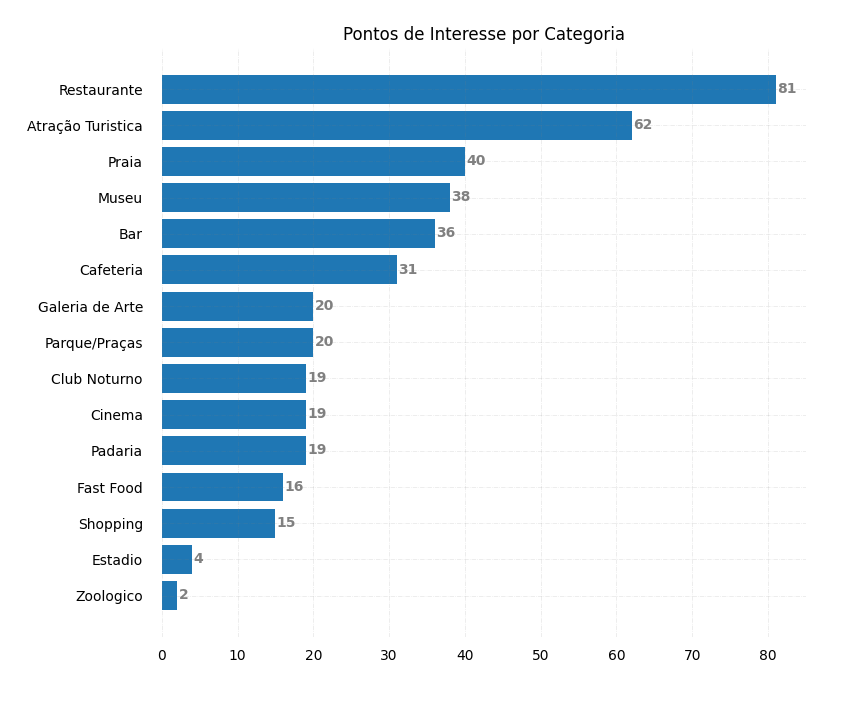 Pontos de Interesse por Categoria
Restaurante 81
Atração Turistica 62
Praia 40
Museu 38
Bar 36
Cafeteria 31
Galeria de Arte 20
Parque/Praças 20
Club Noturno 19
Cinema 19
Padaria 19
Fast Food 16
Shopping 15
Estadio 4
Zoologico 2
0 10 20 30 40 50 60 70 80